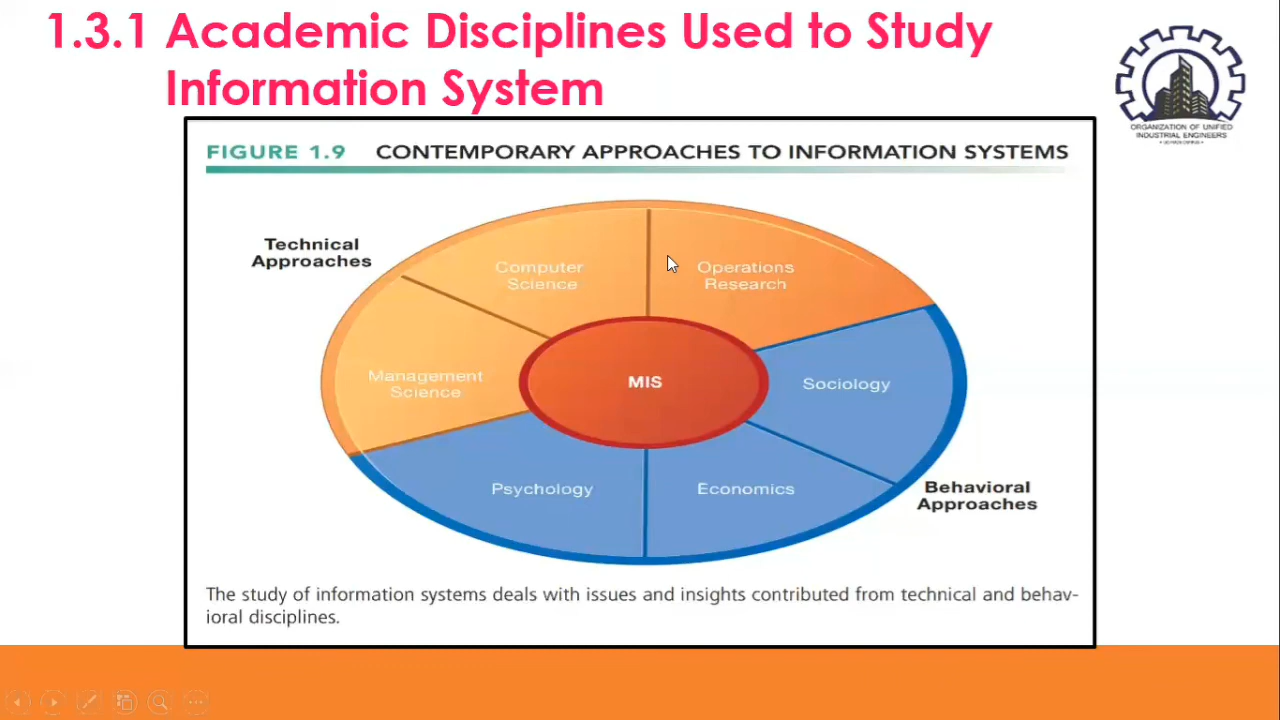 1.3.1 Academic Disciplines Used to Study
Information System
ORGANIZATION OF UNIFIED
INDUSTRIAL ENGINEERS
FIGURE 1.9 CONTEMPORARY APPROACHES TO INFORMATION SYSTEMS
Technical
Approaches
Computer
Science
Operations
Research
Management
Science
MIS
Sociology
Psychology
Economics
Behavioral
Approaches
The study of information systems deals with issues and insights contributed from technical and behav-
ioral disciplines.